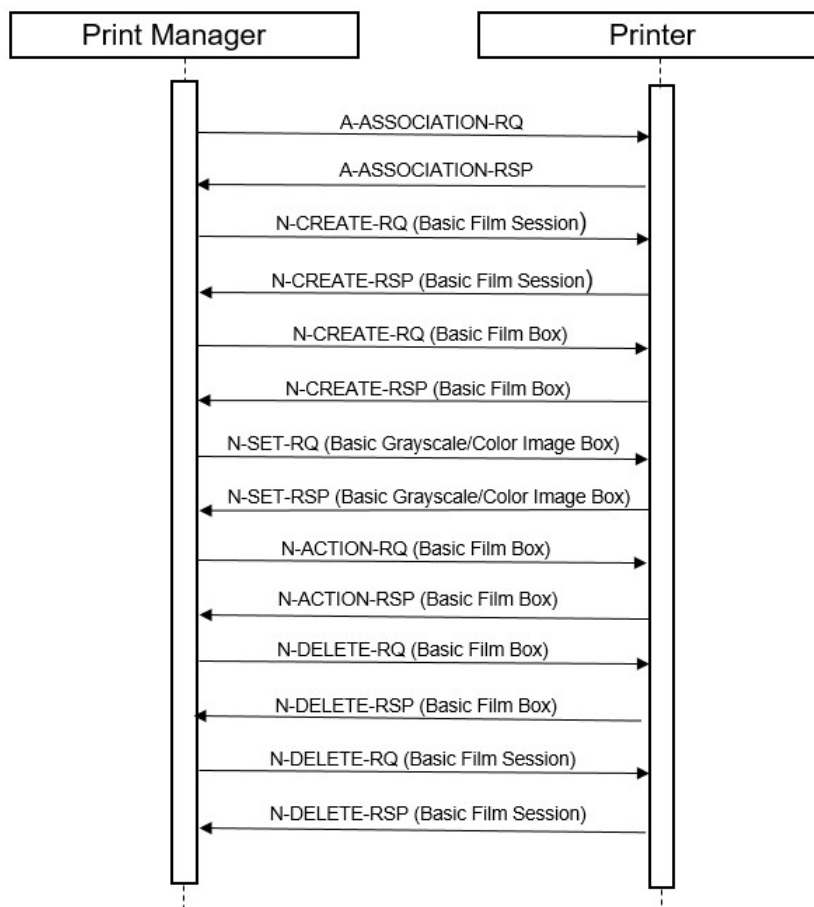 Print Manager
Printer
A-ASSOCIATION-RQ
A-ASSOCIATION-RSP
N-CREATE-RQ (Basic Film Session)
N-CREATE-RSP (Basic Film Session)
N-CREATE-RQ (Basic Film Box)
N-CREATE-RSP (Basic Film Box)
N-SET-RQ (Basic Grayscale/Color Image Box)
N-SET-RSP (Basic Grayscale/Color Image Box)
N-ACTION-RQ (Basic Film Box)
N-ACTION-RSP (Basic Film Box)
N-DELETE-RQ (Basic Film Box)
N-DELETE-RSP (Basic Film Box)
N-DELETE-RQ (Basic Film Session)
N-DELETE-RSP (Basic Film Session)